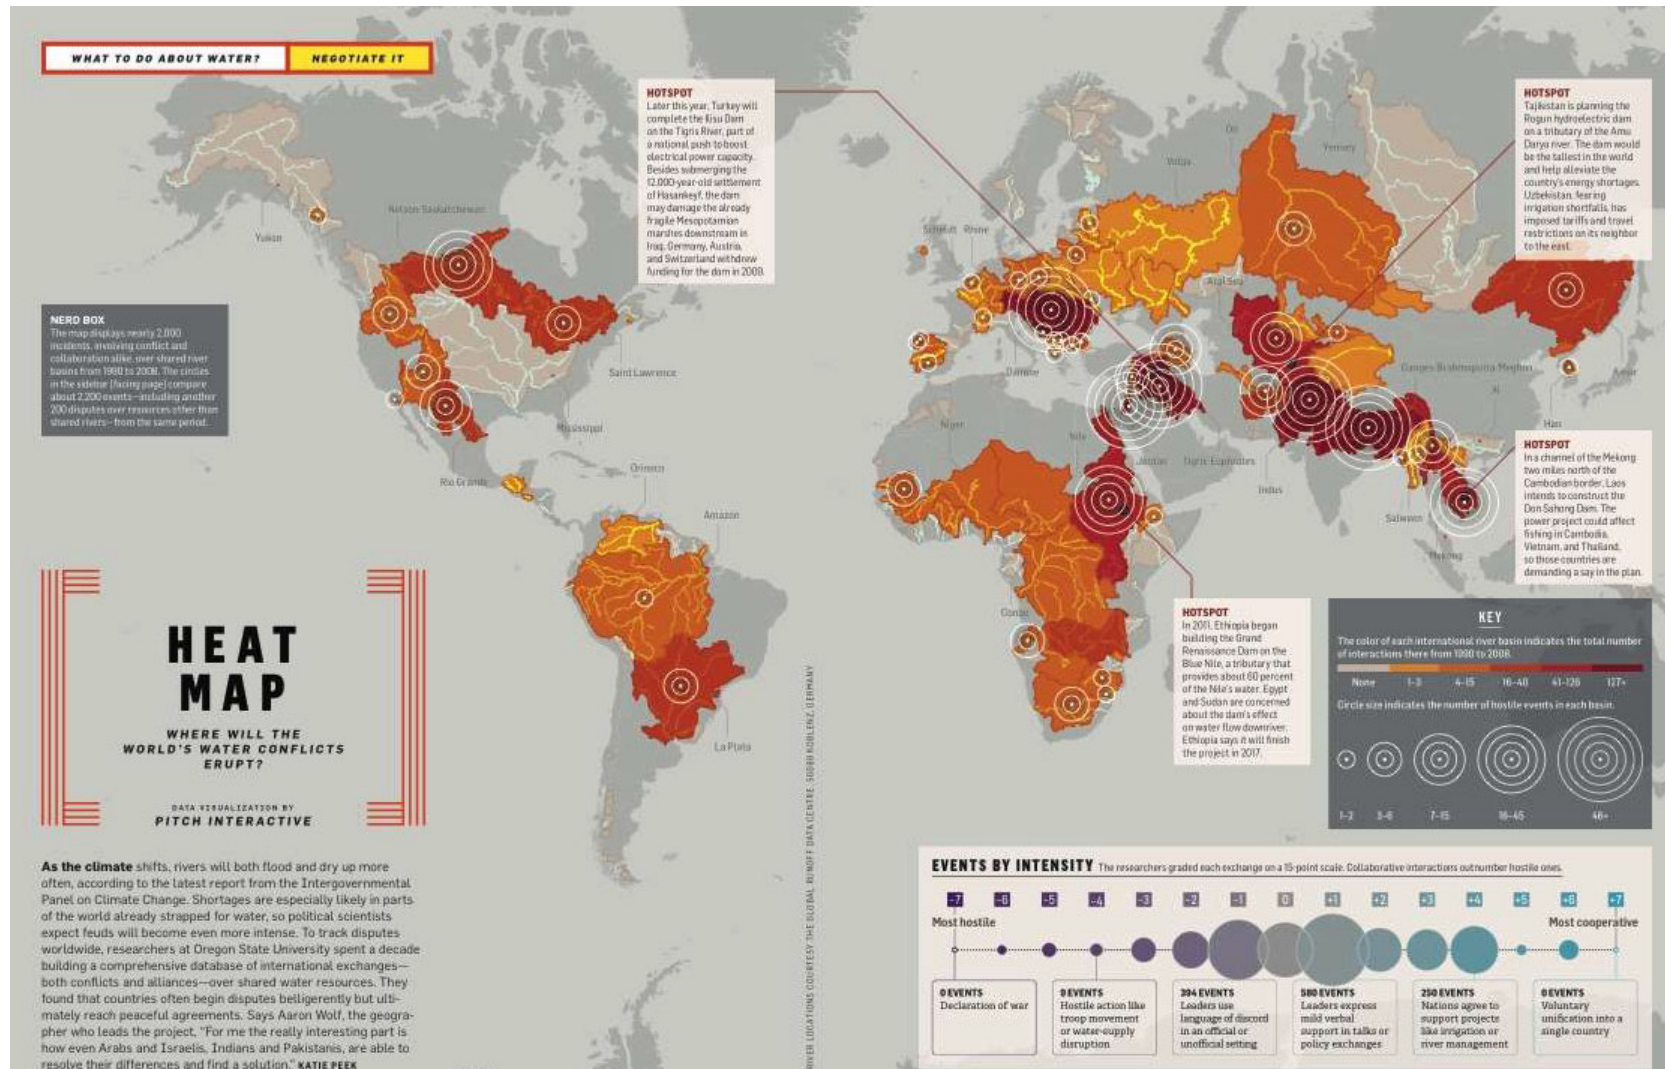 WHAT TO DO ABOUT WATER?
NEGOTIATE IT
HOTSPOT
Later this year, Turkey will
complete the Ilisu Dam
on the Tigris River, part of
a national push to boost
electrical power capacity.
Besides submerging the
12,000-year-old settlement
of Hasankeyf, the dam
may damage the already
fragile Mesopotamian
marshes downstream in
Iraq. Germany, Austria,
and Switzerland withdrew
funding for the dam in 2008.
HOTSPOT
Tajikistan is planning the
Rogun hydroelectric dam
on a tributary of the Amu
Darya river. The dam would
be the tallest in the world
and help alleviate the
country's energy shortages.
Uzbekistan, fearing
irrigation shortfalls, has
imposed tariffs and travel
restrictions on its neighbor
to the east.
Yukon
Nelson-Saskatchewan
Saint Lawrence
Mississippi
Rio Grande
Orinoco
Amazon
La Plata
Scheldt
Rhine
Volga
Ob
Yenisey
Aral Sea
Danube
Niger
Nile
Jordan
Tigris-Euphrates
Indus
Ganges-Brahmaputra-Meghna
Xi
Han
Amur
Salween
Mekong
Congo
NERD BOX
The map displays nearly 2,000
incidents, involving conflict and
collaboration alike, over shared river
basins from 1990 to 2008. The circles
in the sidebar [facing page] compare
about 2,200 events—including another
200 disputes over resources other than
shared rivers—from the same period.
HOTSPOT
In a channel of the Mekong
two miles north of the
Cambodian border, Laos
intends to construct the
Don Sahong Dam. The
power project could affect
fishing in Cambodia,
Vietnam, and Thailand,
so those countries are
demanding a say in the plan.
HOTSPOT
In 2011, Ethiopia began
building the Grand
Renaissance Dam on the
Blue Nile, a tributary that
provides about 60 percent
of the Nile's water. Egypt
and Sudan are concerned
about the dam's effect
on water flow downriver.
Ethiopia says it will finish
the project in 2017.
KEY
The color of each international river basin indicates the total number
of interactions there from 1990 to 2008.
None 1–3 4–15 16–40 41–126 127+
Circle size indicates the number of hostile events in each basin.
1–2 3–6 7–15 16–45 46+
HEAT
MAP
WHERE WILL THE
WORLD'S WATER CONFLICTS
ERUPT?
DATA VISUALIZATION BY
PITCH INTERACTIVE
As the climate shifts, rivers will both flood and dry up more
often, according to the latest report from the Intergovernmental
Panel on Climate Change. Shortages are especially likely in parts
of the world already strapped for water, so political scientists
expect feuds will become even more intense. To track disputes
worldwide, researchers at Oregon State University spent a decade
building a comprehensive database of international exchanges—
both conflicts and alliances—over shared water resources. They
found that countries often begin disputes belligerently but ulti-
mately reach peaceful agreements. Says Aaron Wolf, the geogra-
pher who leads the project, "For me the really interesting part is
how even Arabs and Israelis, Indians and Pakistanis, are able to
resolve their differences and find a solution." KATIE PEEK
RIVER LOCATIONS COURTESY THE GLOBAL RUNOFF DATA CENTRE, 56068 KOBLENZ, GERMANY
EVENTS BY INTENSITY The researchers graded each exchange on a 15-point scale. Collaborative interactions outnumber hostile ones.
-7 -6 -5 -4 -3 -2 -1 0 +1 +2 +3 +4 +5 +6 +7
Most hostile
Most cooperative
0 EVENTS
Declaration of war
9 EVENTS
Hostile action like
troop movement
or water-supply
disruption
304 EVENTS
Leaders use
language of discord
in an official or
unofficial setting
580 EVENTS
Leaders express
mild verbal
support in talks or
policy exchanges
250 EVENTS
Nations agree to
support projects
like irrigation or
river management
0 EVENTS
Voluntary
unification into a
single country